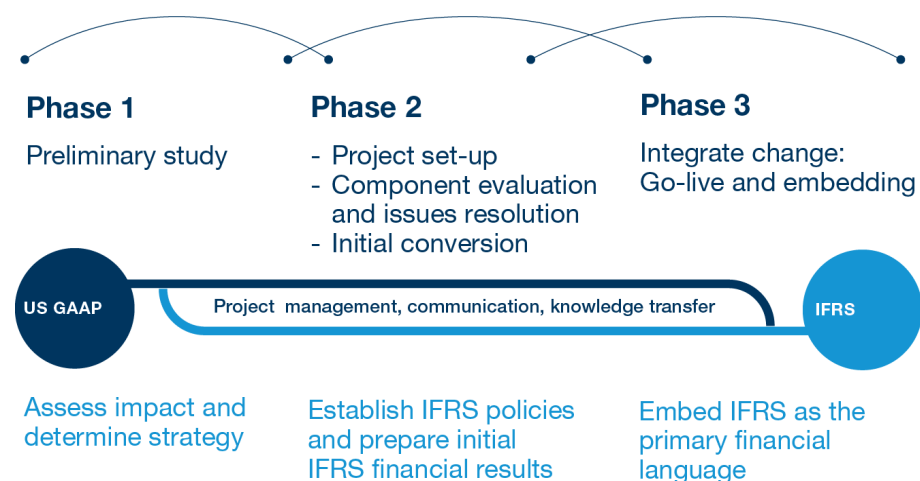 Phase 1
Preliminary study
Phase 2
- Project set-up
- Component evaluation
and issues resolution
- Initial conversion
Phase 3
Integrate change:
Go-live and embedding
US GAAP
Project management, communication, knowledge transfer
IFRS
Assess impact and
determine strategy
Establish IFRS policies
and prepare initial
IFRS financial results
Embed IFRS as the
primary financial
language